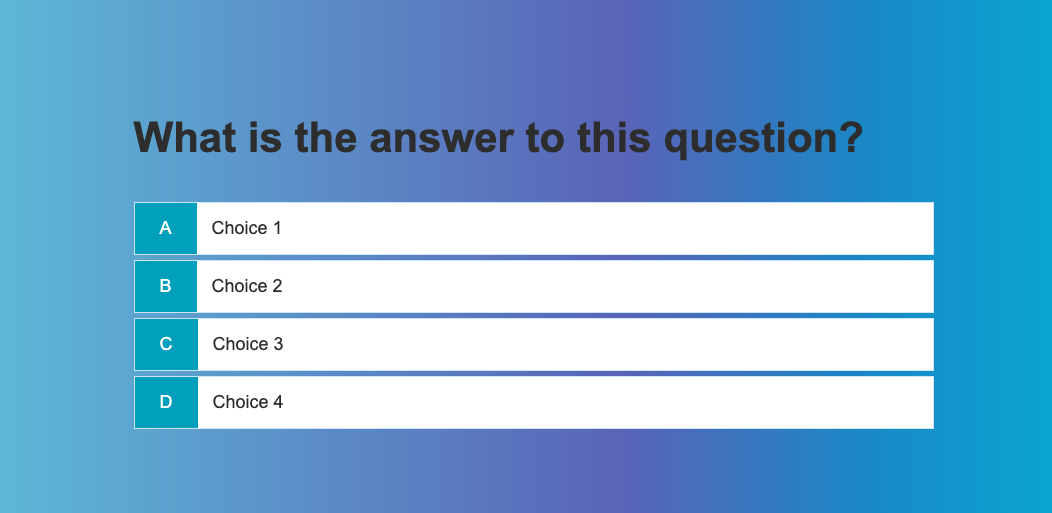 What is the answer to this question?
A Choice 1
B Choice 2
C Choice 3
D Choice 4